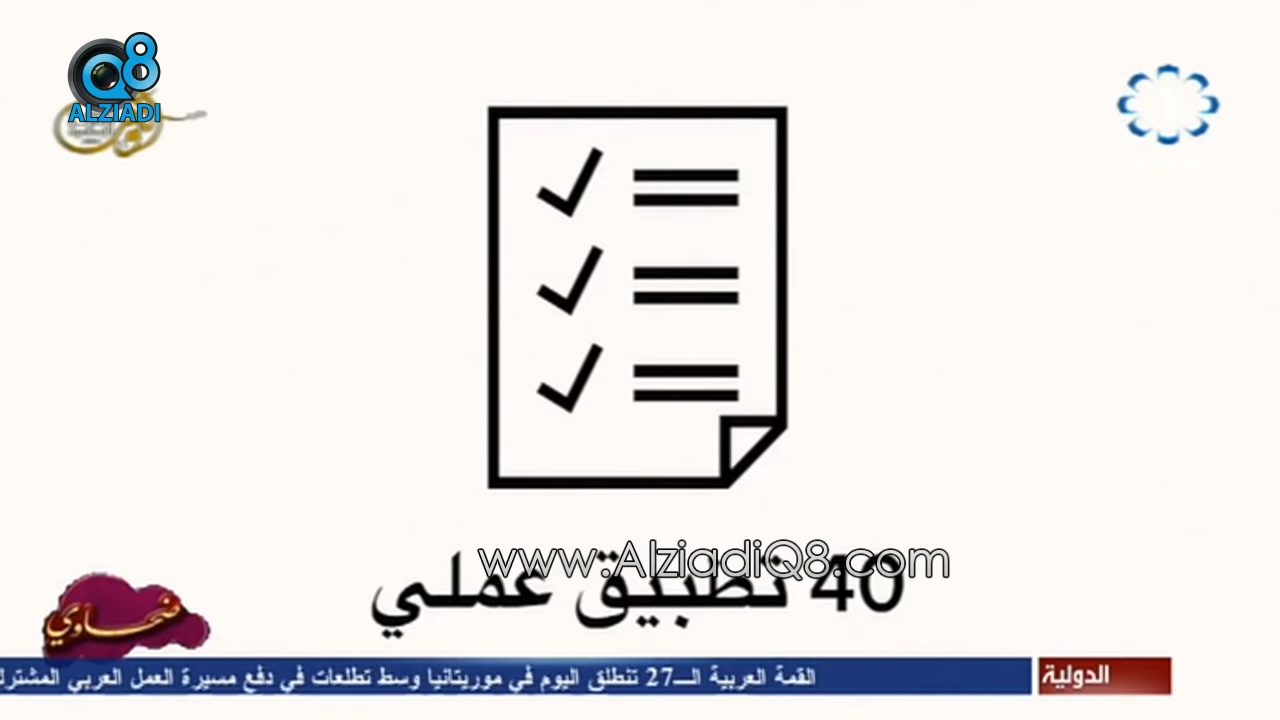 Q8
ALZIADI
www.AlziadiQ8.com
40 تطبيق عملي
ضحاوي
الدولية
القمة العربية الـ27 تنطلق اليوم في موريتانيا وسط تطلعات في دفع مسيرة العمل العربي المشترك